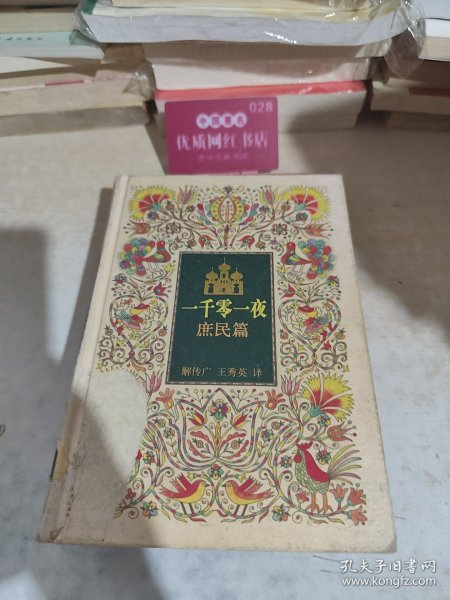 028
优质网红书店
一千零一夜
庶民篇
解传广 王秀英 译
孔夫子旧书网
www.kongfz.com